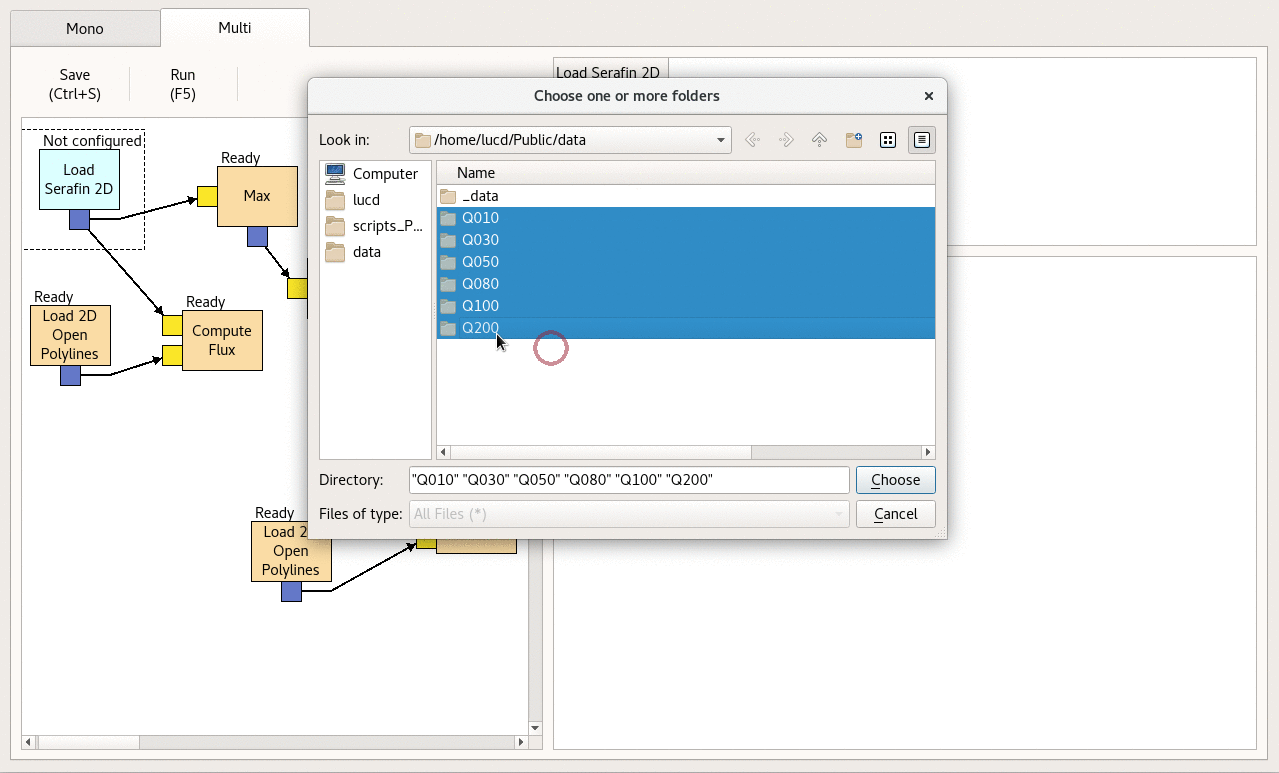 Mono
Multi
Save
(Ctrl+S)
Run
(F5)
Load Serafin 2D
Not configured
Load
Serafin 2D
Ready
Max
Ready
Load 2D
Open
Polylines
Ready
Compute
Flux
Ready
Load 2
Open
Polylines
Choose one or more folders
Look in:
/home/lucd/Public/data
Computer
lucd
scripts_P...
data
Name
_data
Q010
Q030
Q050
Q080
Q100
Q200
Directory:
"Q010" "Q030" "Q050" "Q080" "Q100" "Q200"
Choose
Files of type:
All Files (*)
Cancel